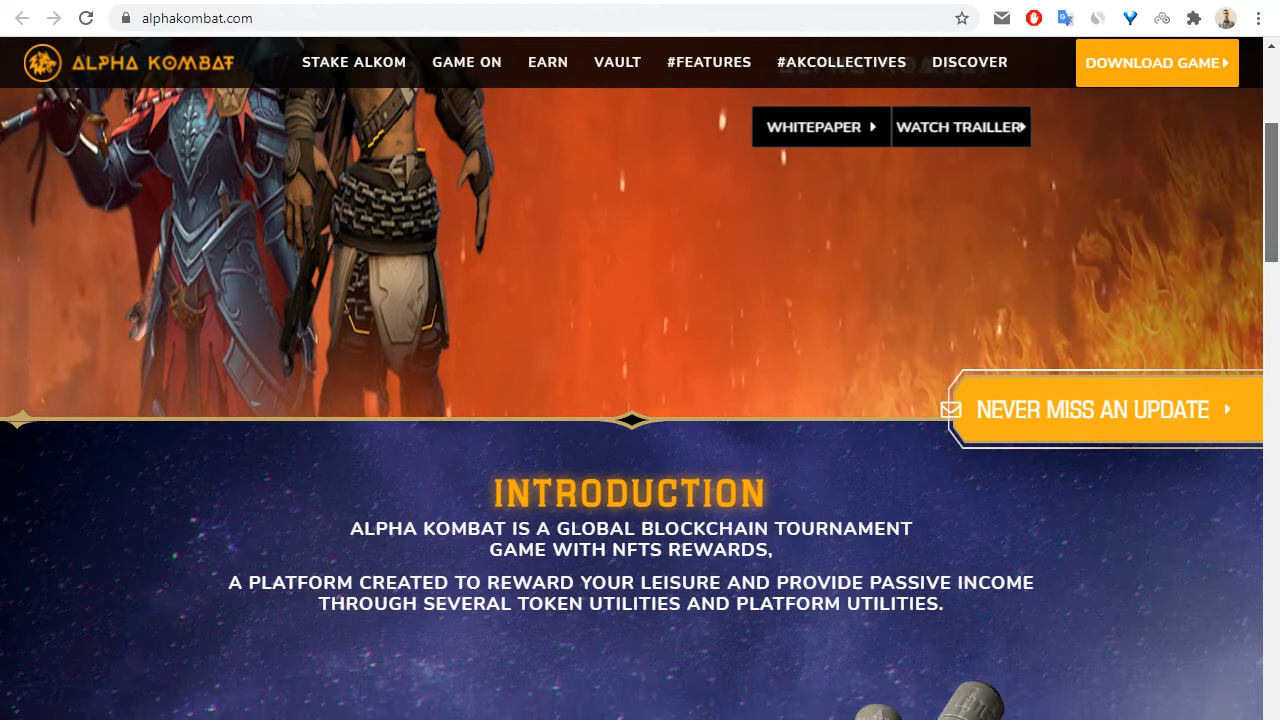 alphakombat.com
ALPHA KOMBAT
STAKE ALKOM GAME ON EARN VAULT #FEATURES #AKCOLLECTIVES DISCOVER
DOWNLOAD GAME
WHITEPAPER
WATCH TRAILLER
NEVER MISS AN UPDATE
INTRODUCTION
ALPHA KOMBAT IS A GLOBAL BLOCKCHAIN TOURNAMENT
GAME WITH NFTS REWARDS,
A PLATFORM CREATED TO REWARD YOUR LEISURE AND PROVIDE PASSIVE INCOME
THROUGH SEVERAL TOKEN UTILITIES AND PLATFORM UTILITIES.